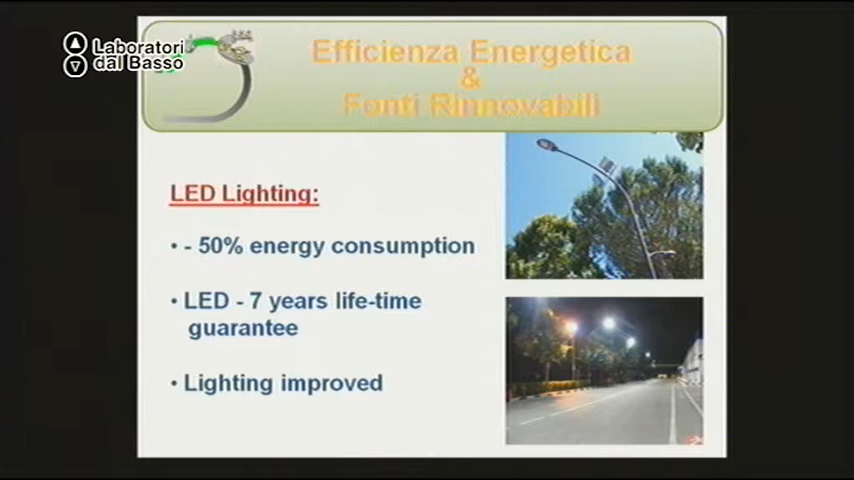 Laboratori
dal Basso
Efficienza Energetica
&
Fonti Rinnovabili
LED Lighting:
• - 50% energy consumption
• LED - 7 years life-time
guarantee
• Lighting improved